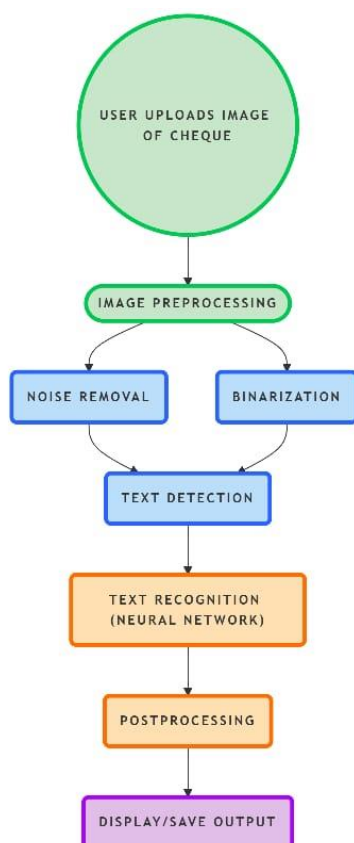 USER UPLOADS IMAGE
OF CHEQUE
IMAGE PREPROCESSING
NOISE REMOVAL
BINARIZATION
TEXT DETECTION
TEXT RECOGNITION
(NEURAL NETWORK)
POSTPROCESSING
DISPLAY/SAVE OUTPUT